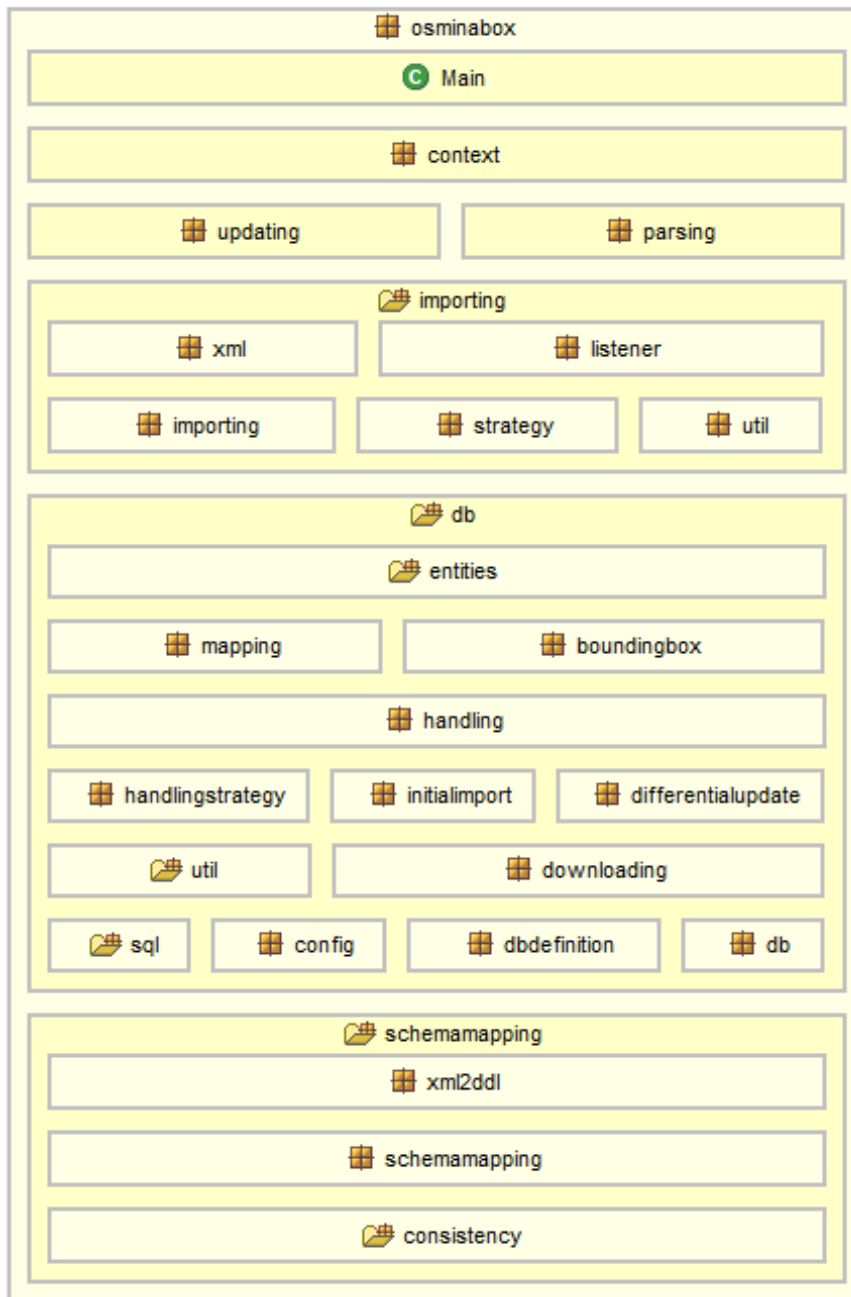 osminabox
C Main
context
updating parsing
importing
xml listener
importing strategy util
db
entities
mapping boundingbox
handling
handlingstrategy initialimport differentialupdate
util downloading
sql config dbdefinition db
schemamapping
xml2ddl
schemamapping
consistency